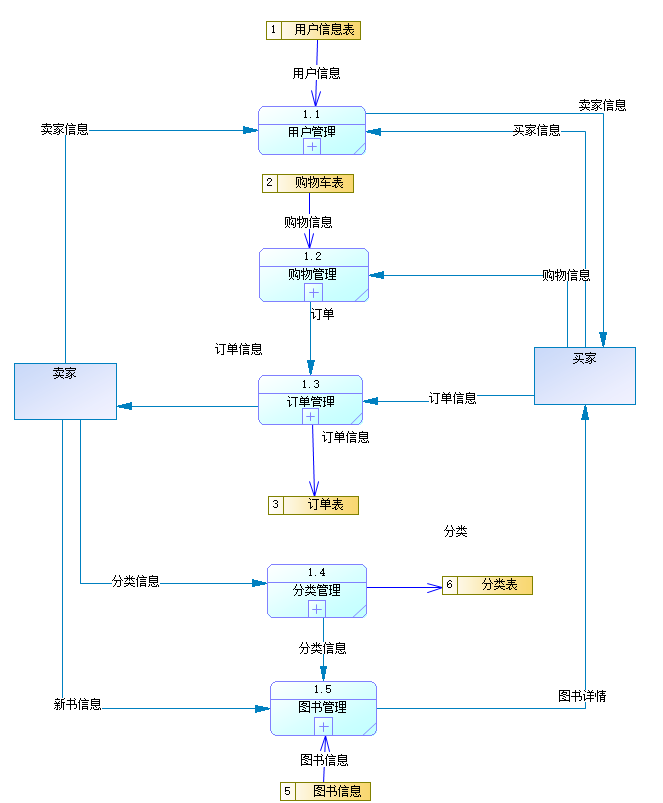 1 用户信息表
用户信息
卖家信息
1.1
卖家信息
用户管理
买家信息
2 购物车表
购物信息
1.2
购物管理
购物信息
订单
订单信息
卖家
买家
1.3
订单管理
订单信息
订单信息
3 订单表
分类
1.4
分类信息
分类管理
6 分类表
分类信息
1.5
新书信息
图书管理
图书详情
图书信息
5 图书信息